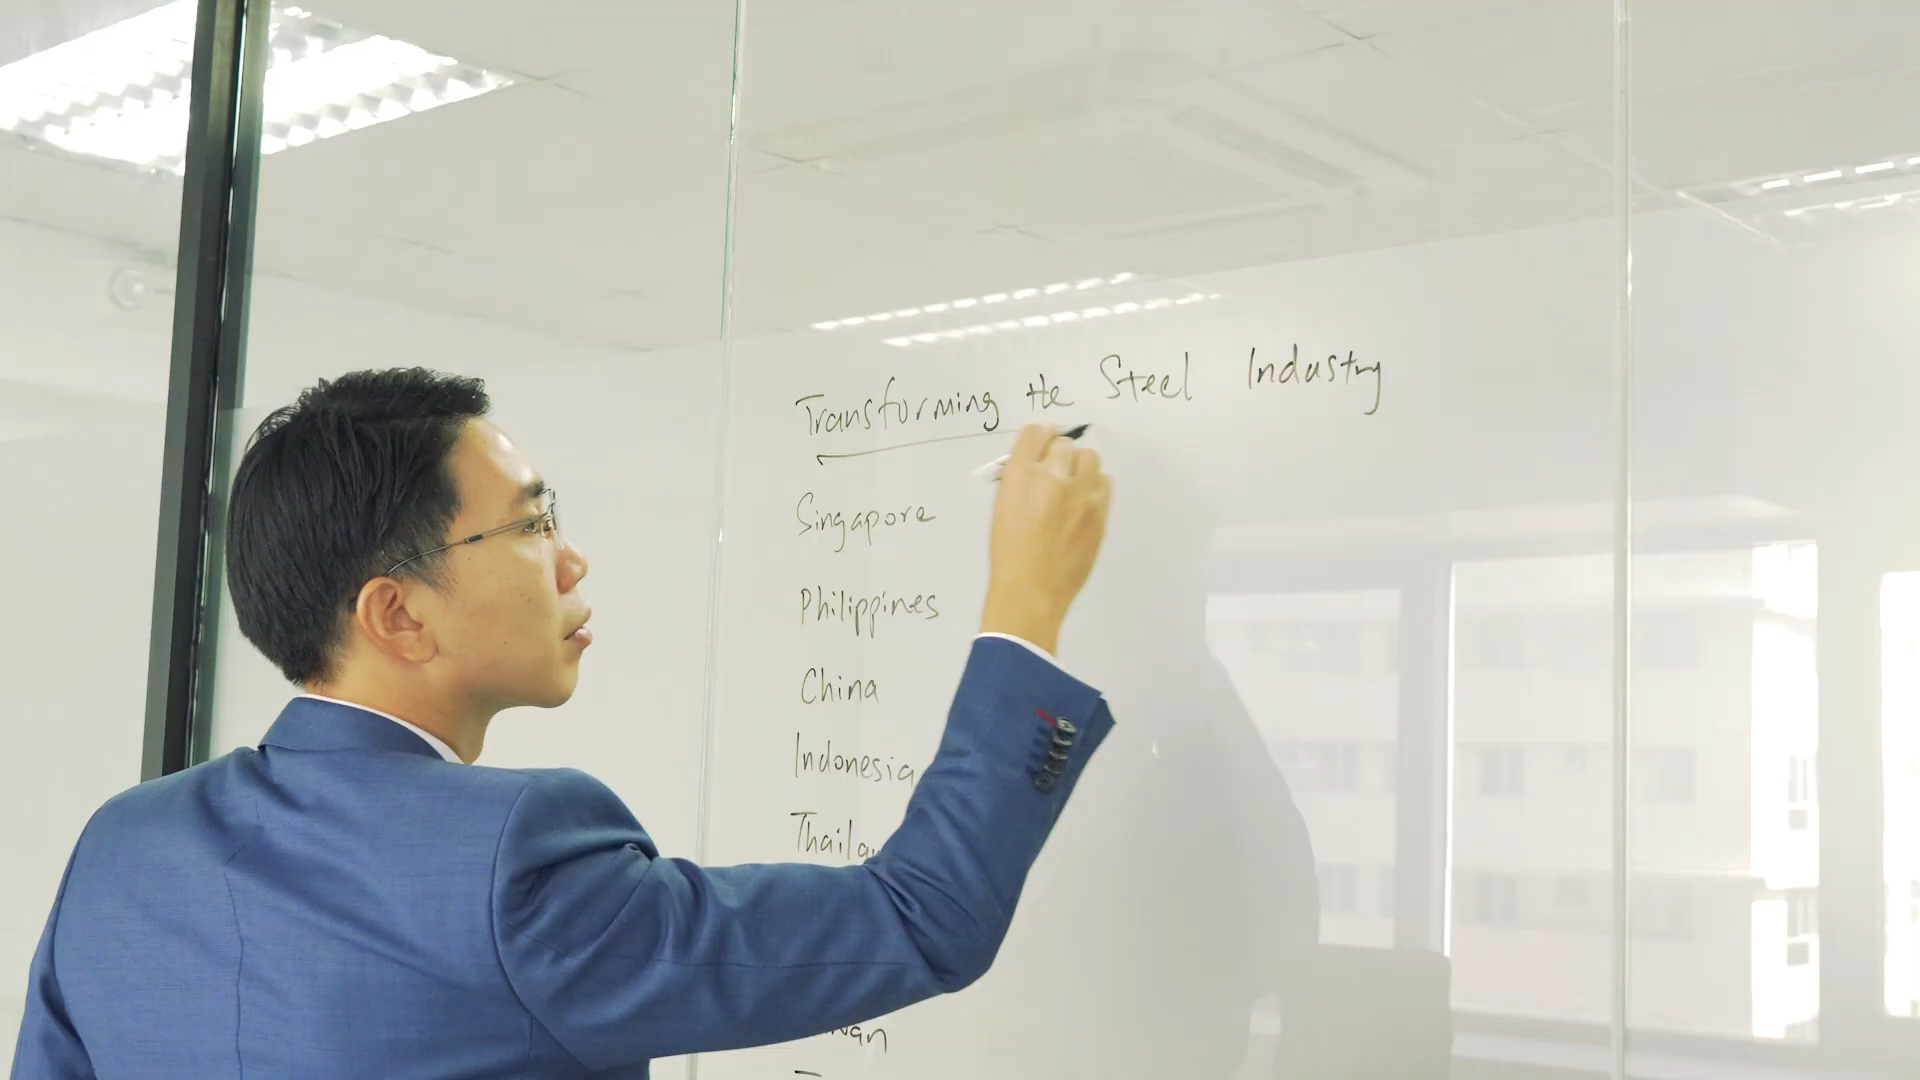 Transforming the Steel Industry
Singapore
Philippines
China
Indonesia